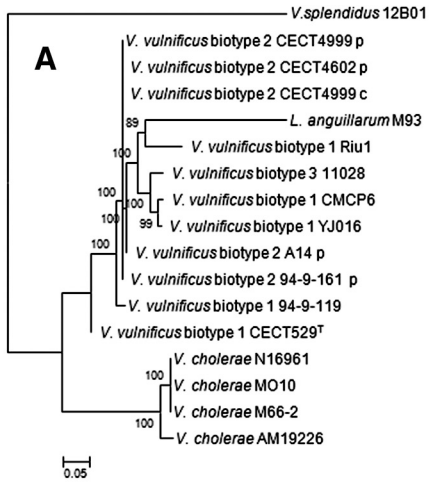 V.splendidus 12B01
A
V. vulnificus biotype 2 CECT4999 p
V. vulnificus biotype 2 CECT4602 p
V. vulnificus biotype 2 CECT4999 c
89
L. anguillarum M93
V. vulnificus biotype 1 Riu1
100
V. vulnificus biotype 3 11028
100
V. vulnificus biotype 1 CMCP6
100
100
99
V. vulnificus biotype 1 YJ016
100
V. vulnificus biotype 2 A14 p
V. vulnificus biotype 2 94-9-161 p
V. vulnificus biotype 1 94-9-119
V. vulnificus biotype 1 CECT529ᵀ
V. cholerae N16961
100
V. cholerae MO10
V. cholerae M66-2
100
V. cholerae AM19226
0.05